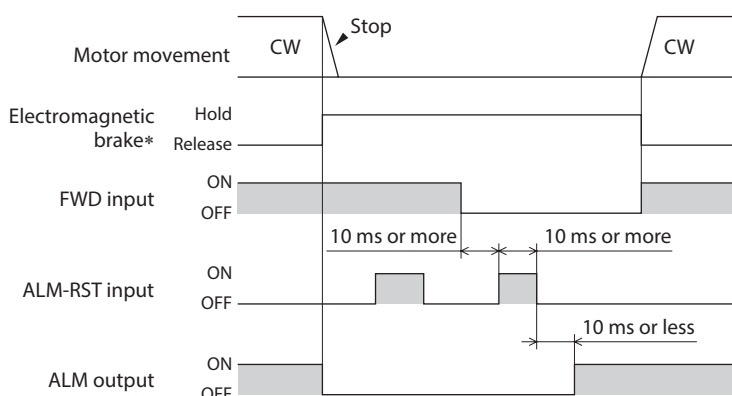 Stop
CW
CW
Motor movement
Electromagnetic
brake*
Hold
Release
FWD input
ON
OFF
10 ms or more
10 ms or more
ALM-RST input
ON
OFF
10 ms or less
ALM output
ON
OFF